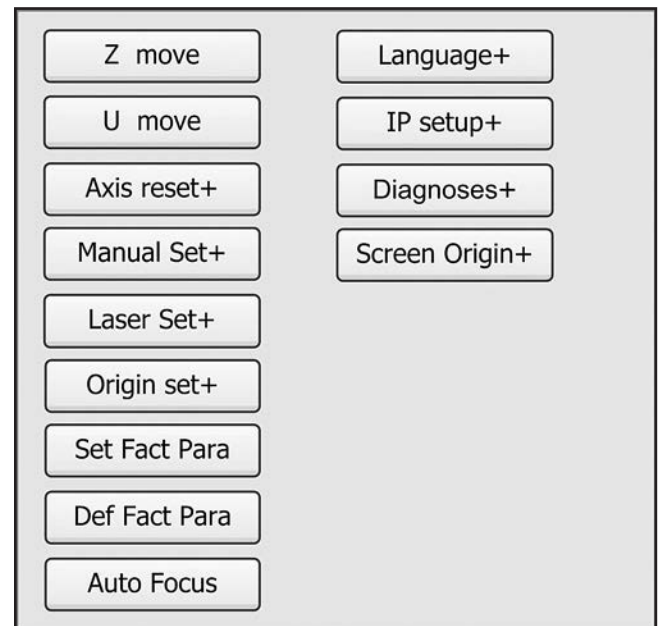 Z move
U move
Axis reset+
Manual Set+
Laser Set+
Origin set+
Set Fact Para
Def Fact Para
Auto Focus
Language+
IP setup+
Diagnoses+
Screen Origin+